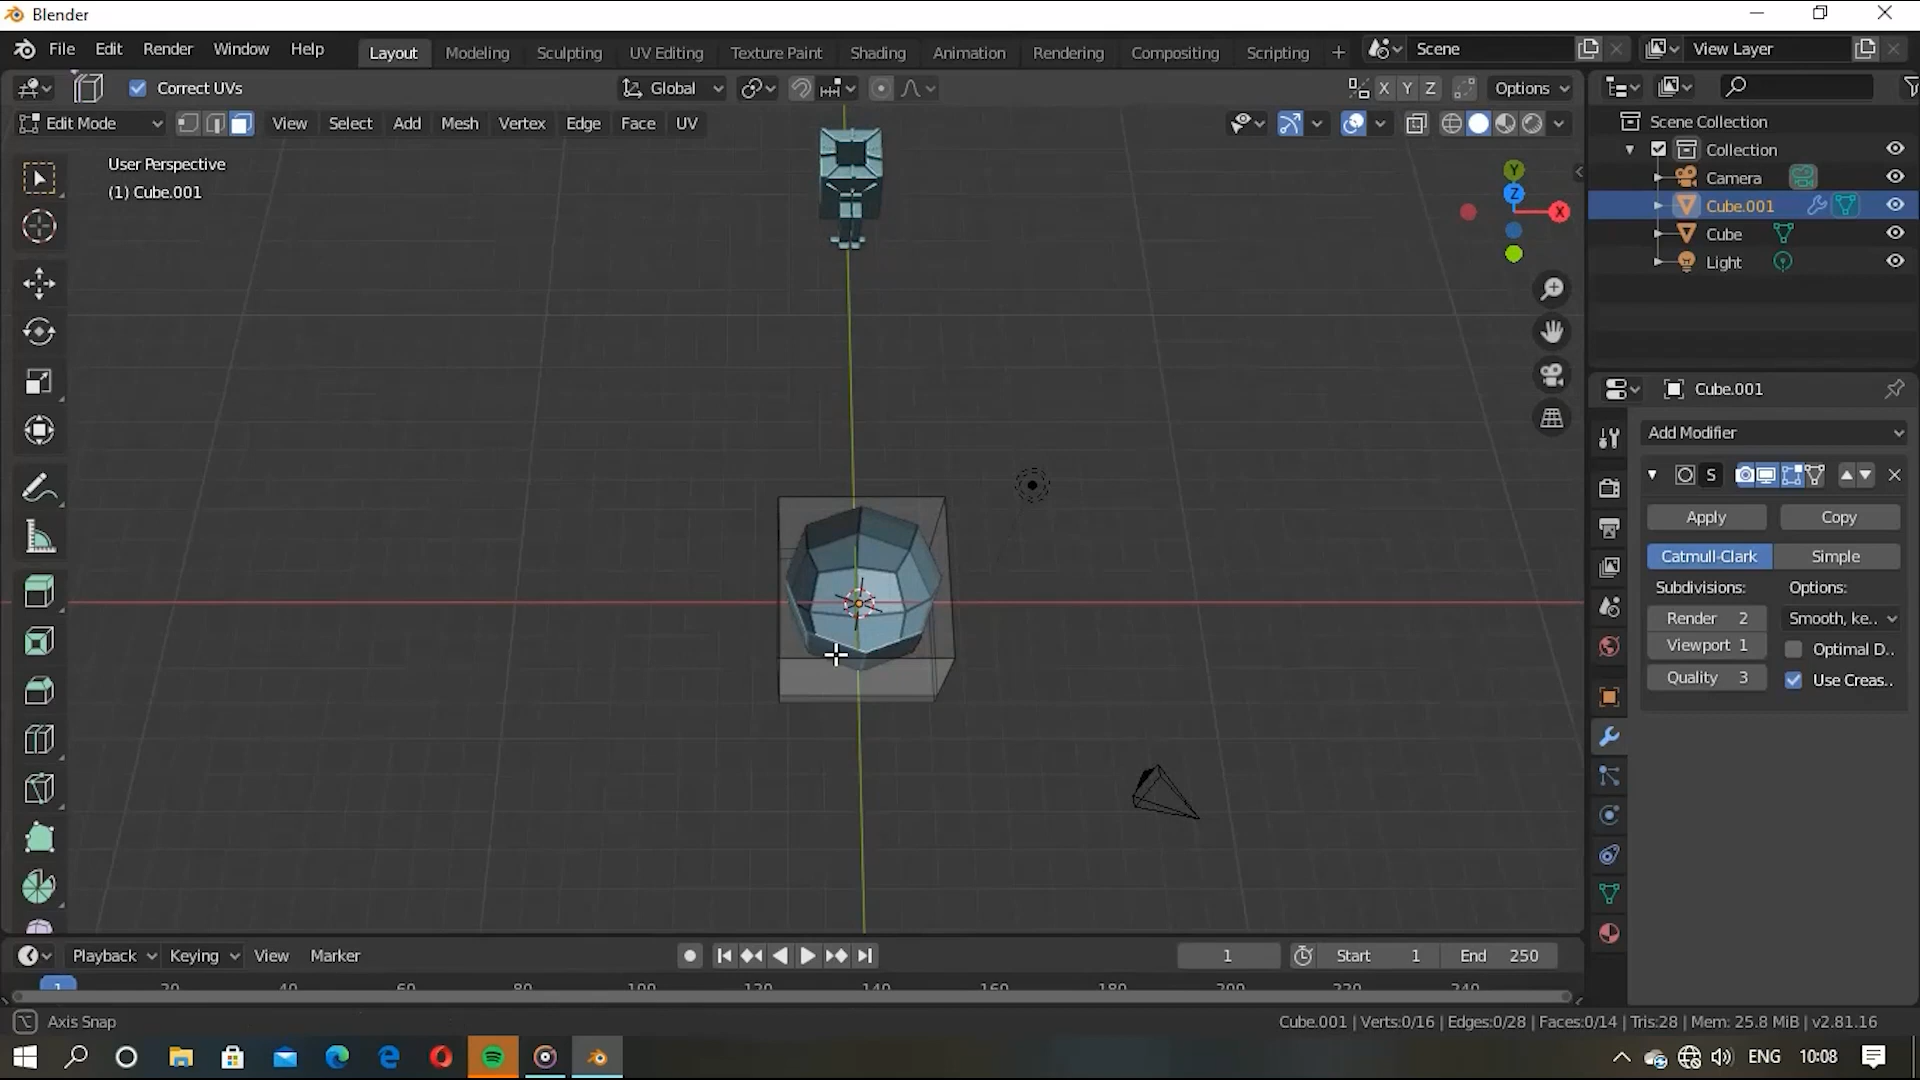 Blender
File Edit Render Window Help Layout Modeling Sculpting UV Editing Texture Paint Shading Animation Rendering Compositing Scripting + Scene View Layer
Correct UVs Global X Y Z Options
Edit Mode View Select Add Mesh Vertex Edge Face UV
Scene Collection
Collection
Camera
Cube.001
Cube
Light
User Perspective
(1) Cube.001
Y
Z
X
Cube.001
Add Modifier
S
Apply Copy
Catmull-Clark Simple
Subdivisions: Options:
Render 2 Smooth, ke..
Viewport 1 Optimal D..
Quality 3 Use Creas..
Playback Keying View Marker 1 Start 1 End 250
1 20 40 60 80 100 120 140 160 180 200 220 240
Axis Snap Cube.001 | Verts:0/16 | Edges:0/28 | Faces:0/14 | Tris:28 | Mem: 25.8 MiB | v2.81.16
ENG 10:08